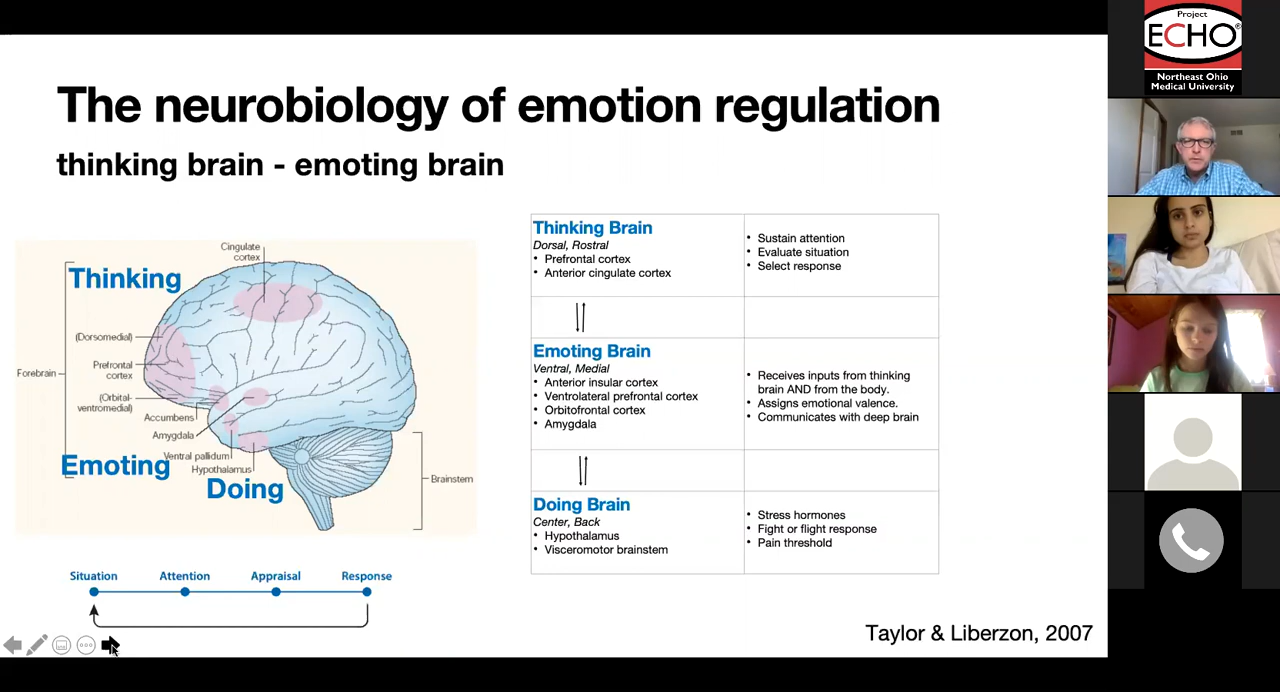 The neurobiology of emotion regulation
thinking brain - emoting brain
Cingulate
cortex
Thinking
(Dorsomedial)
Prefrontal
cortex
Forebrain
(Orbital-
ventromedial)
Accumbens
Amygdala
Ventral pallidum
Hypothalamus
Emoting
Doing
Brainstem
Situation
Attention
Appraisal
Response
Thinking Brain
Dorsal, Rostral
• Prefrontal cortex
• Anterior cingulate cortex
• Sustain attention
• Evaluate situation
• Select response
Emoting Brain
Ventral, Medial
• Anterior insular cortex
• Ventrolateral prefrontal cortex
• Orbitofrontal cortex
• Amygdala
• Receives inputs from thinking
brain AND from the body.
• Assigns emotional valence.
• Communicates with deep brain
Doing Brain
Center, Back
• Hypothalamus
• Visceromotor brainstem
• Stress hormones
• Fight or flight response
• Pain threshold
Taylor & Liberzon, 2007
Project
ECHO®
Northeast Ohio
Medical University